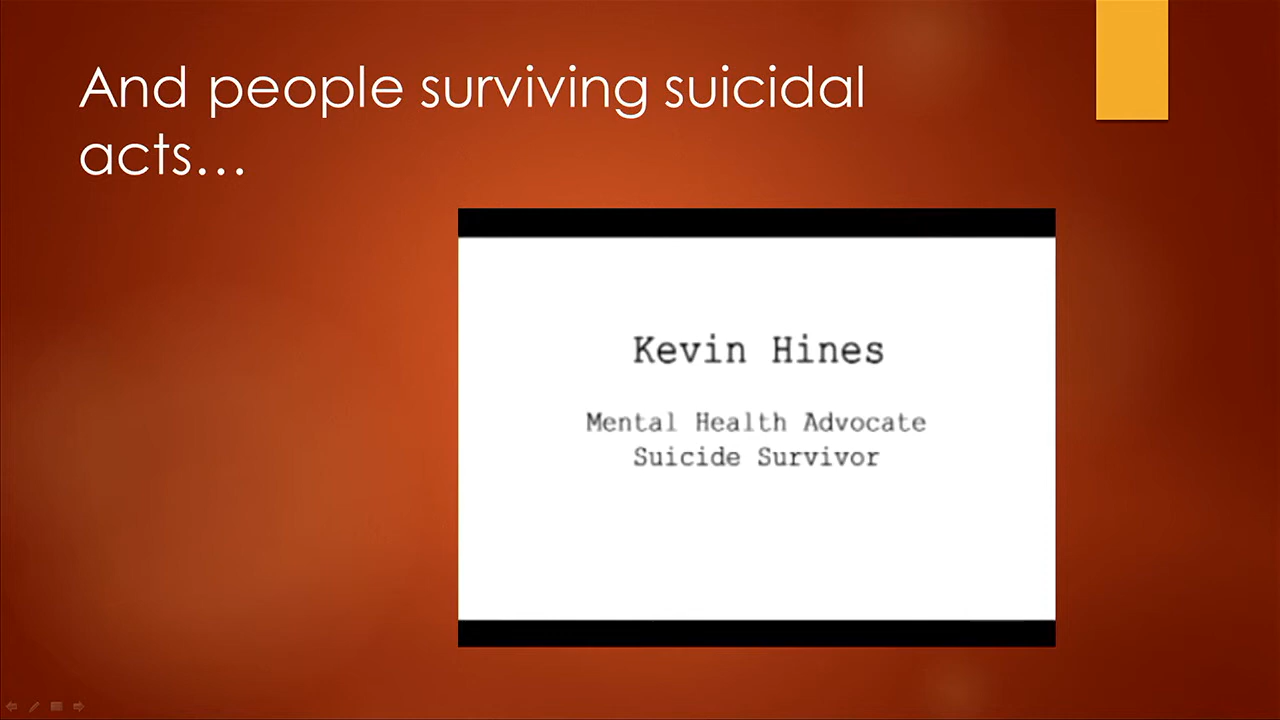 And people surviving suicidal
acts…
Kevin Hines
Mental Health Advocate
Suicide Survivor